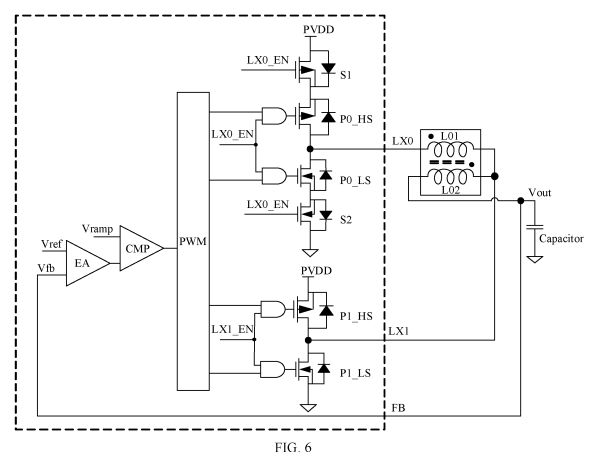 PVDD
LX0_EN
S1
P0_HS
LX0_EN
LX0
L01
L02
P0_LS
LX0_EN
S2
Vout
Capacitor
Vramp
Vref
Vfb
EA
CMP
PWM
PVDD
P1_HS
LX1_EN
LX1
P1_LS
FB
FIG. 6